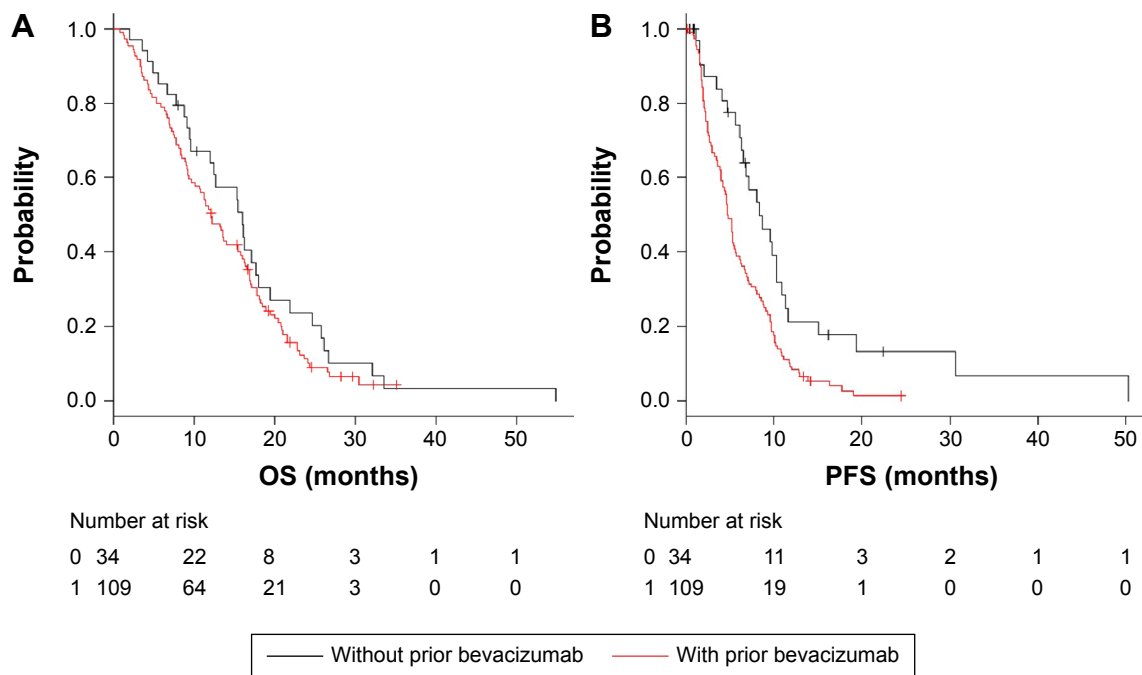 A
B
Probability
1.0
0.8
0.6
0.4
0.2
0.0
0 10 20 30 40 50
OS (months)
Probability
1.0
0.8
0.6
0.4
0.2
0.0
0 10 20 30 40 50
PFS (months)
Number at risk
0 34 22 8 3 1 1
1 109 64 21 3 0 0
Number at risk
0 34 11 3 2 1 1
1 109 19 1 0 0 0
Without prior bevacizumab With prior bevacizumab